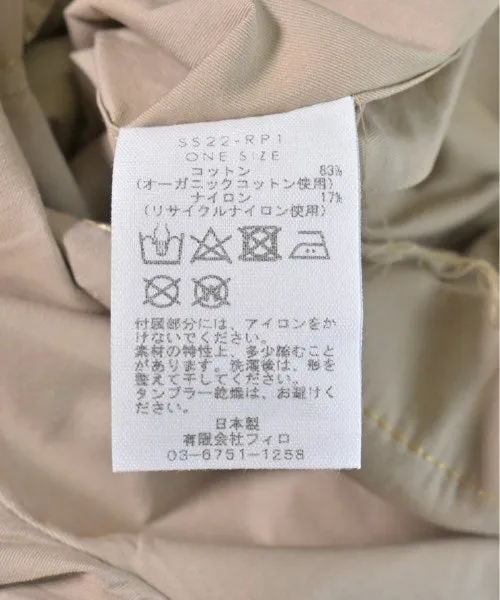 SS22-RP1
ONE SIZE
コットン 83%
(オーガニックコットン使用)
ナイロン 17%
(リサイクルナイロン使用)
付属部分には、アイロンをか
けないでください。
素材の特性上、多少縮むこと
があります。洗濯後は、形を
整えて干してください。
タンブラー乾燥は、お避けく
ださい。
日本製
有限会社フィロ
03-6751-1258